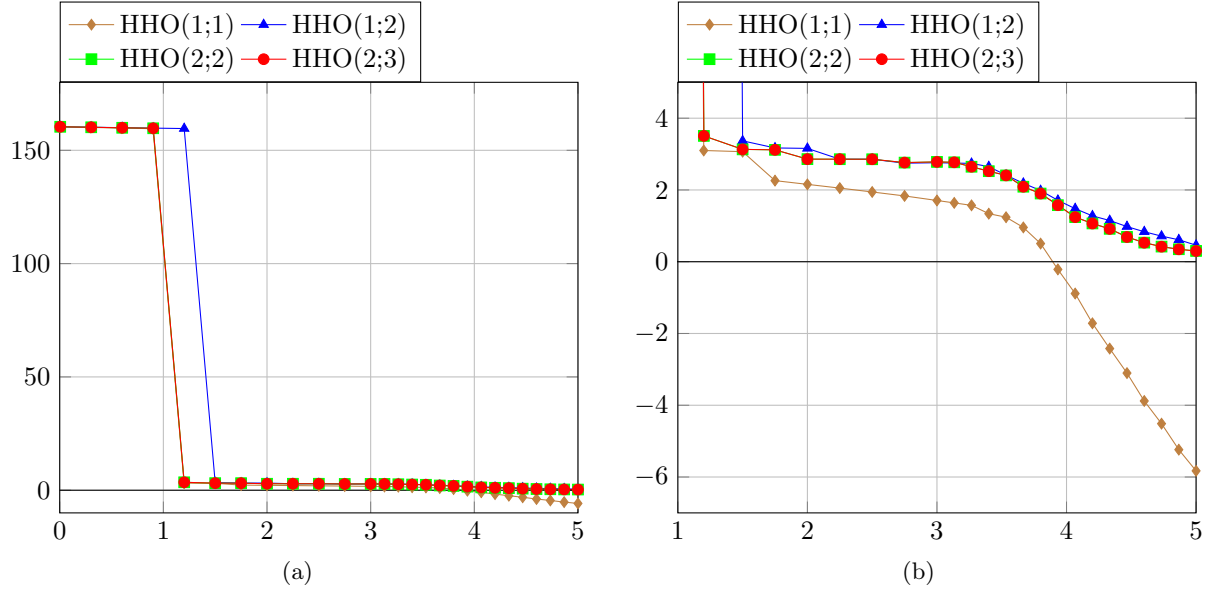 HHO(1;1) HHO(1;2)
HHO(2;2) HHO(2;3)
150
100
50
0
0 1 2 3 4 5
(a)
HHO(1;1) HHO(1;2)
HHO(2;2) HHO(2;3)
4
2
0
−2
−4
−6
1 2 3 4 5
(b)